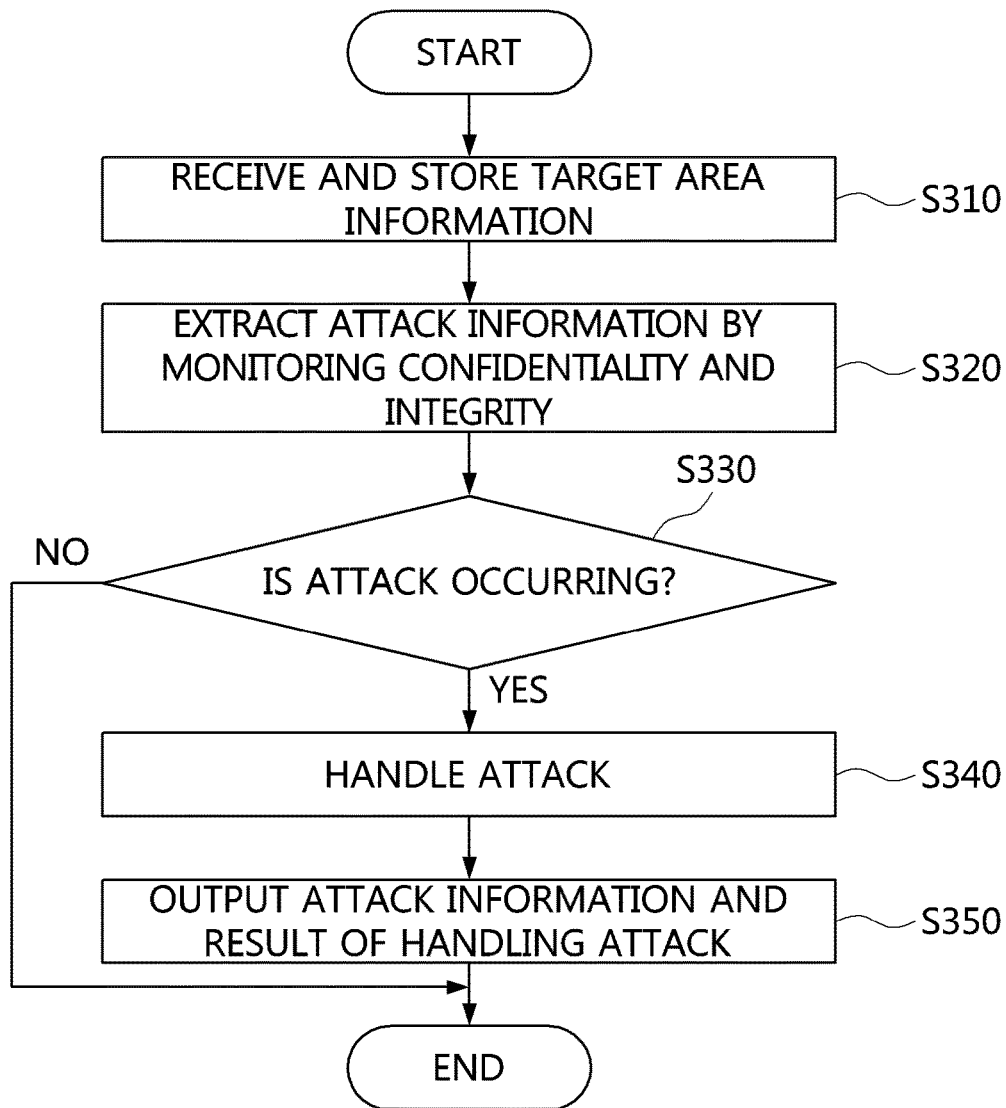 START
RECEIVE AND STORE TARGET AREA
INFORMATION
S310
EXTRACT ATTACK INFORMATION BY
MONITORING CONFIDENTIALITY AND
INTEGRITY
S320
S330
NO
IS ATTACK OCCURRING?
YES
HANDLE ATTACK
S340
OUTPUT ATTACK INFORMATION AND
RESULT OF HANDLING ATTACK
S350
END